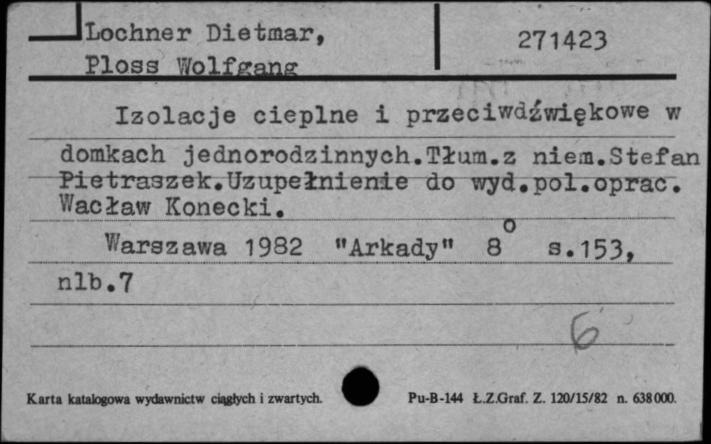 Lochner Dietmar,
271423
Ploss Wolfgang
Izolacje cieplne i przeciwdźwiękowe w
domkach jednorodzinnych.Tłum.z niem.Stefan
Pietraszek.Uzupełnienie do wyd.pol.oprac.
Wacław Konecki.
Warszawa 1982 "Arkady" 8° s.153,
nlb.7
6
Karta katalogowa wydawnictw ciągłych i zwartych. Pu-B-144 Ł.Z.Graf. Z. 120/15/82 n. 638000.